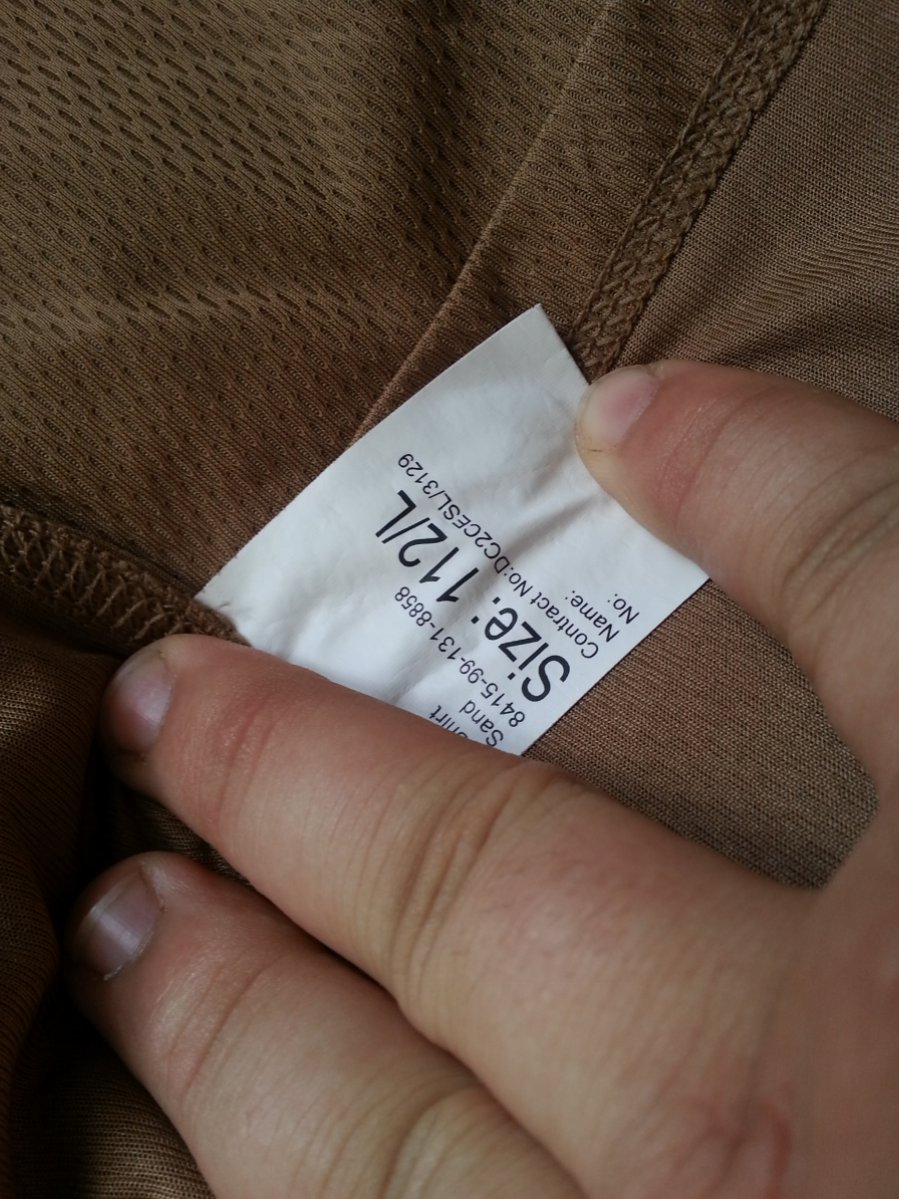 Sand
8415-99-131-8858
Size: 112/L
Contract No:DC2CESL/3129
Name:
No: